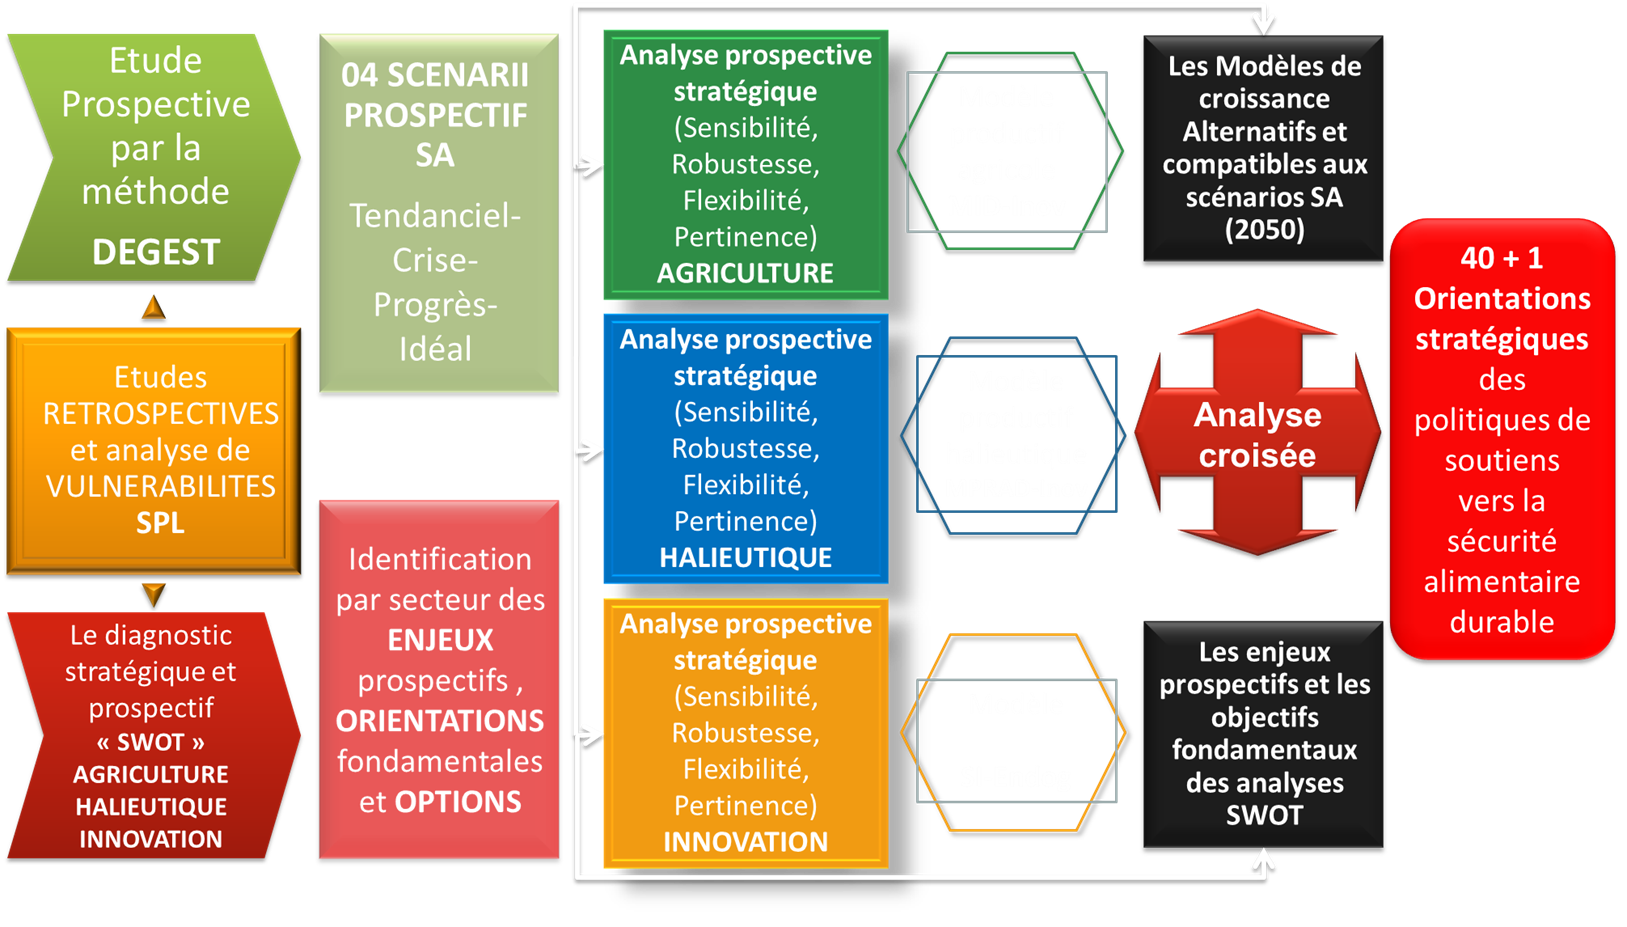 Etude
Prospective
par la
méthode
DEGEST
Etudes
RETROSPECTIVES
et analyse de
VULNERABILITES
SPL
Le diagnostic
stratégique et
prospectif
« SWOT »
AGRICULTURE
HALIEUTIQUE
INNOVATION
04 SCENARII
PROSPECTIF
SA
Tendanciel-
Crise-
Progrès-
Idéal
Identification
par secteur des
ENJEUX
prospectifs ,
ORIENTATIONS
fondamentales
et OPTIONS
Analyse prospective
stratégique
(Sensibilité,
Robustesse,
Flexibilité,
Pertinence)
AGRICULTURE
Analyse prospective
stratégique
(Sensibilité,
Robustesse,
Flexibilité,
Pertinence)
HALIEUTIQUE
Analyse prospective
stratégique
(Sensibilité,
Robustesse,
Flexibilité,
Pertinence)
INNOVATION
Les Modèles de
croissance
Alternatifs et
compatibles aux
scénarios SA
(2050)
Analyse
croisée
Les enjeux
prospectifs et les
objectifs
fondamentaux
des analyses
SWOT
40 + 1
Orientations
stratégiques
des
politiques de
soutiens
vers la
sécurité
alimentaire
durable